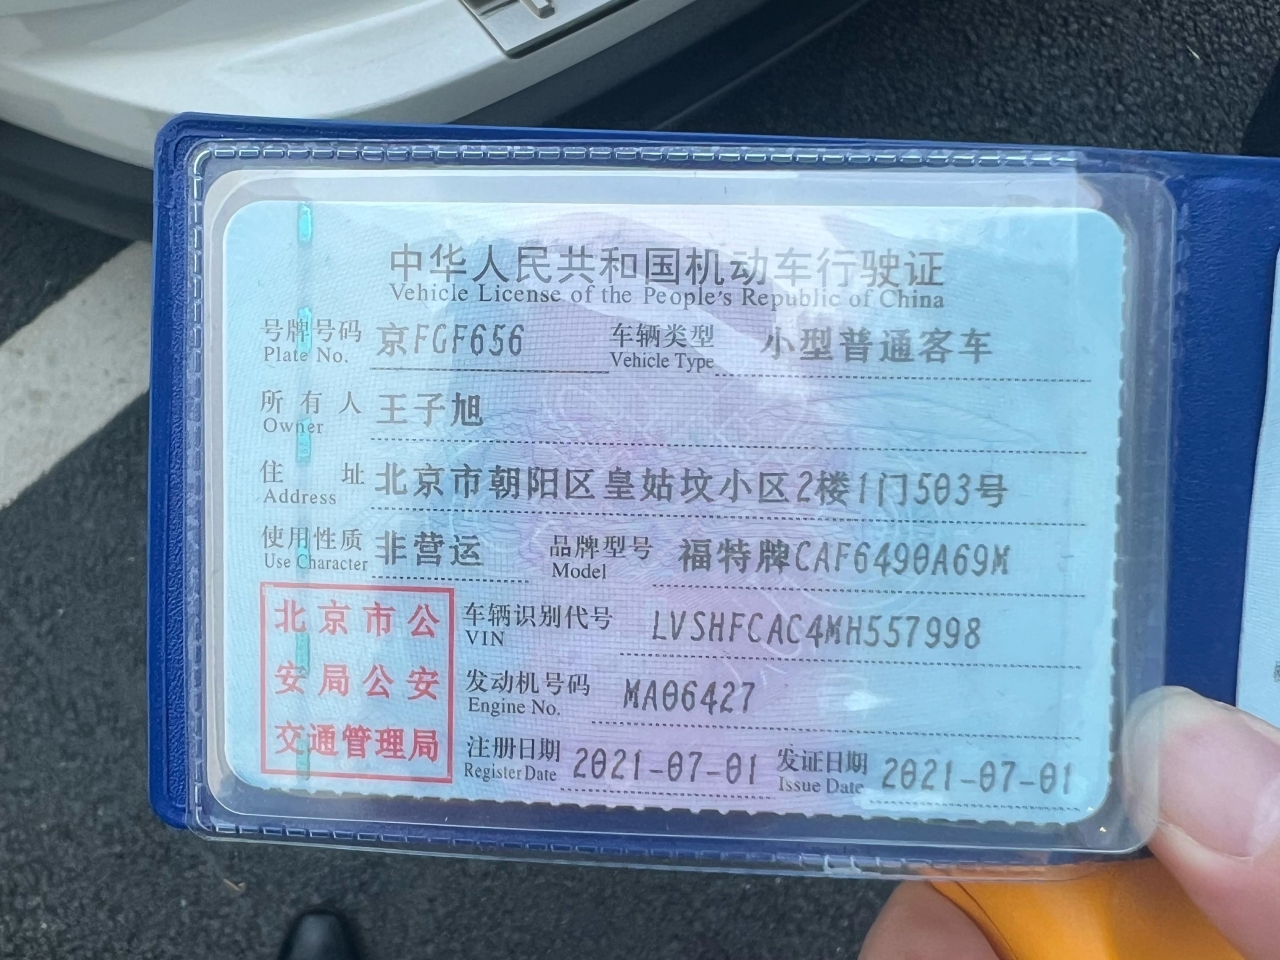 中华人民共和国机动车行驶证
Vehicle License of the People's Republic of China
号牌号码 京FGF656 车辆类型 小型普通客车
Plate No. Vehicle Type
所有人 王子旭
Owner
住址 北京市朝阳区皇姑坟小区2楼1门503号
Address
使用性质 非营运 品牌型号 福特牌CAF6490A69M
Use Character Model
北京市公
安局公安
交通管理局
车辆识别代号 LVSHFCAC4MH557998
VIN
发动机号码 MA06427
Engine No.
注册日期 2021-07-01 发证日期 2021-07-01
Register Date Issue Date